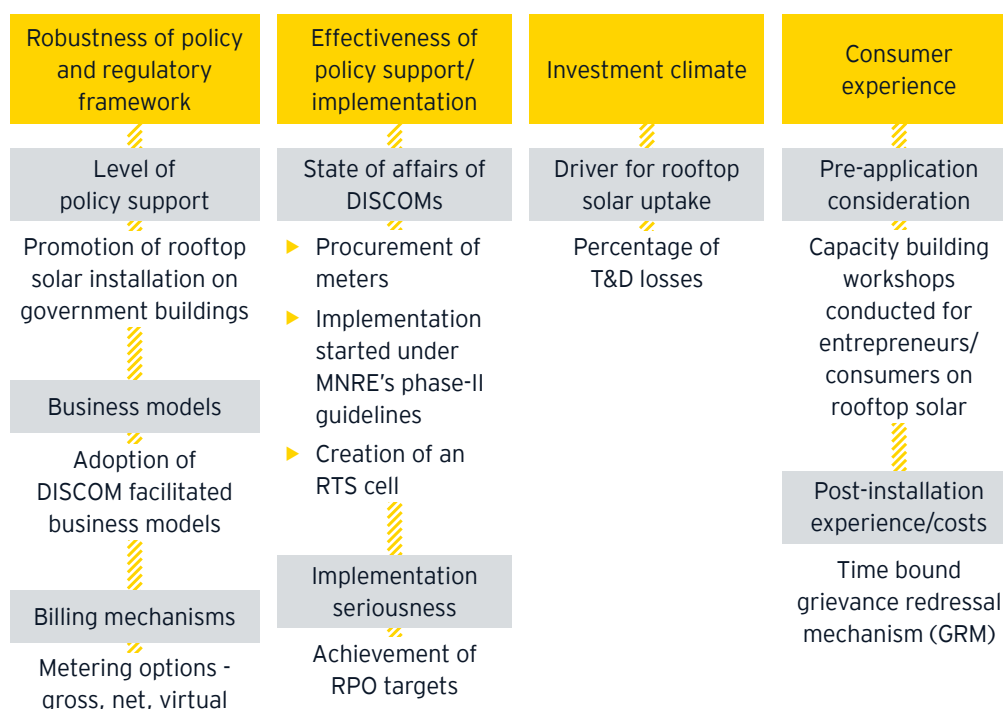 Robustness of policy
and regulatory
framework
Level of
policy support
Promotion of rooftop
solar installation on
government buildings
Business models
Adoption of
DISCOM facilitated
business models
Billing mechanisms
Metering options -
gross, net, virtual
Effectiveness of
policy support/
implementation
State of affairs of
DISCOMs
Procurement of
meters
Implementation
started under
MNRE's phase-II
guidelines
Creation of an
RTS cell
Implementation
seriousness
Achievement of
RPO targets
Investment climate
Driver for rooftop
solar uptake
Percentage of
T&D losses
Consumer
experience
Pre-application
consideration
Capacity building
workshops
conducted for
entrepreneurs/
consumers on
rooftop solar
Post-installation
experience/costs
Time bound
grievance redressal
mechanism (GRM)